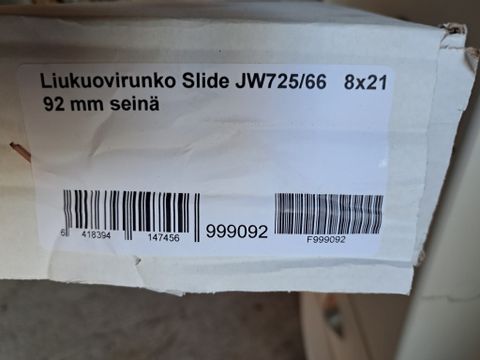 Liukuovirunko Slide JW725/66 8x21
92 mm seinä
6 418394 147456 999092
F999092